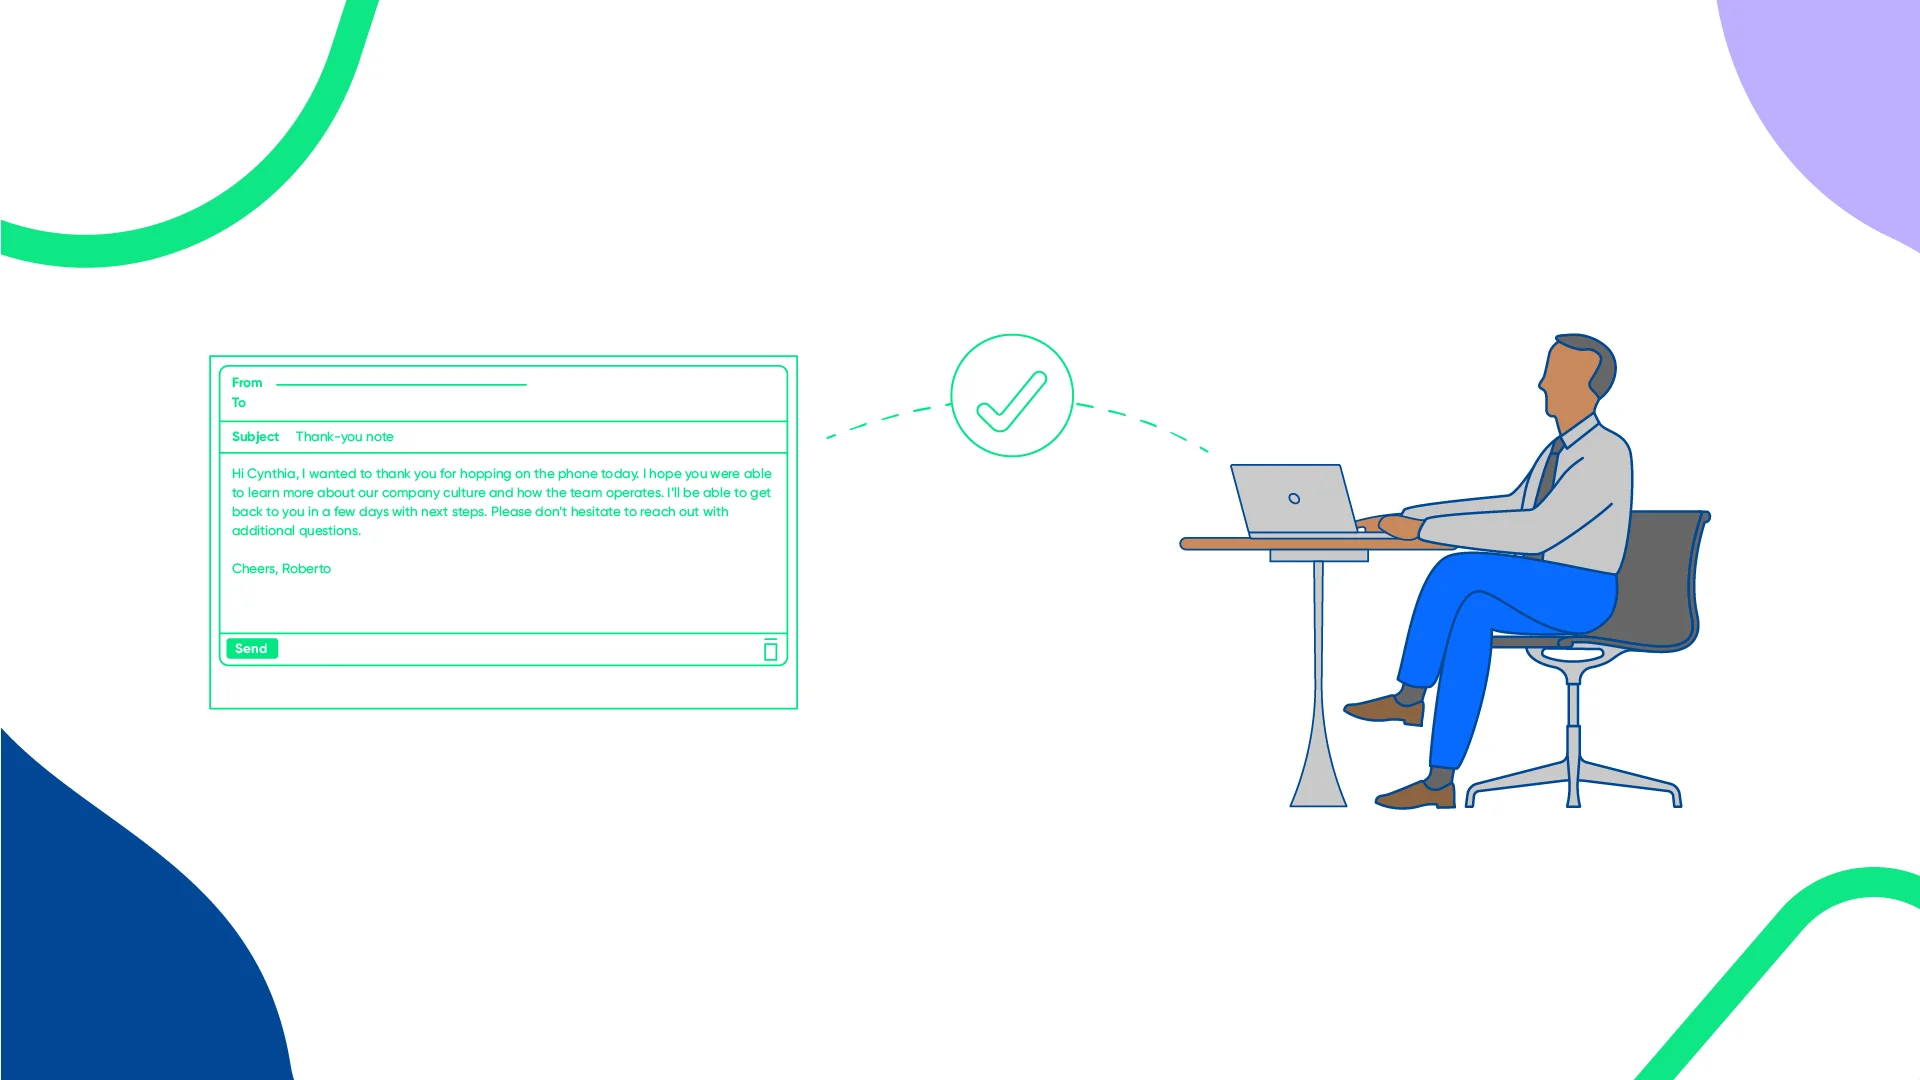 From
To
Subject Thank-you note
Hi Cynthia, I wanted to thank you for hopping on the phone today. I hope you were able
to learn more about our company culture and how the team operates. I'll be able to get
back to you in a few days with next steps. Please don't hesitate to reach out with
additional questions.
Cheers, Roberto
Send